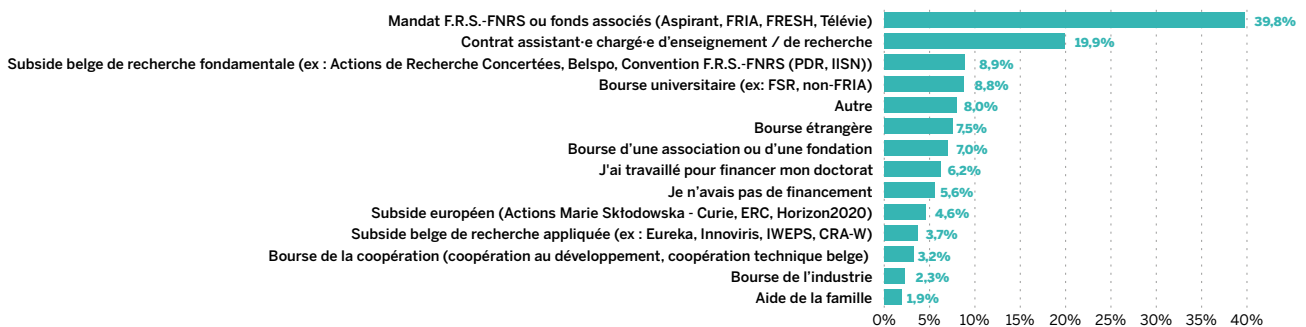 Mandat F.R.S.-FNRS ou fonds associés (Aspirant, FRIA, FRESH, Télévie) 39,8%
Contrat assistant·e chargé·e d'enseignement / de recherche 19,9%
Subside belge de recherche fondamentale (ex : Actions de Recherche Concertées, Belspo, Convention F.R.S.-FNRS (PDR, IISN)) 8,9%
Bourse universitaire (ex: FSR, non-FRIA) 8,8%
Autre 8,0%
Bourse étrangère 7,5%
Bourse d'une association ou d'une fondation 7,0%
J'ai travaillé pour financer mon doctorat 6,2%
Je n'avais pas de financement 5,6%
Subside européen (Actions Marie Skłodowska - Curie, ERC, Horizon2020) 4,6%
Subside belge de recherche appliquée (ex : Eureka, Innoviris, IWEPS, CRA-W) 3,7%
Bourse de la coopération (coopération au développement, coopération technique belge) 3,2%
Bourse de l'industrie 2,3%
Aide de la famille 1,9%
0% 5% 10% 15% 20% 25% 30% 35% 40%